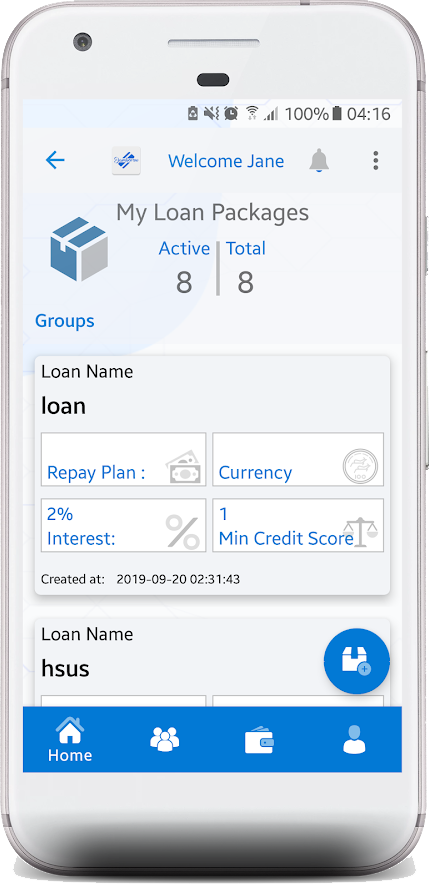 100% 04:16
Welcome Jane
My Loan Packages
Active Total
8 8
Groups
Loan Name
loan
Repay Plan :
Currency
2%
Interest:
1
Min Credit Score
Created at: 2019-09-20 02:31:43
Loan Name
hsus
Home